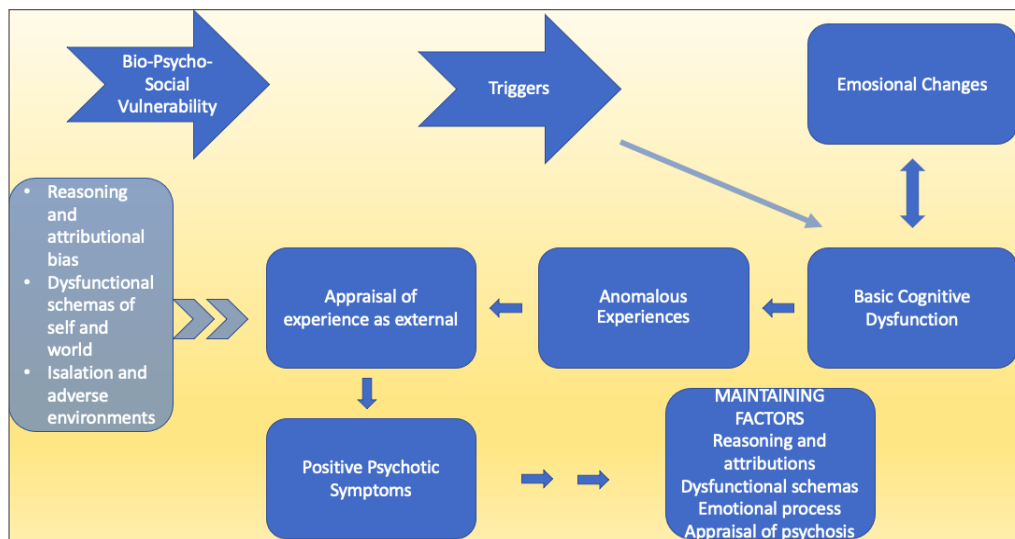 Bio-Psycho-
Social
Vulnerability
Triggers
Emosional Changes
• Reasoning
and
attributional
bias
• Dysfunctional
schemas of
self and
world
• Isalation and
adverse
environments
Appraisal of
experience as external
Anomalous
Experiences
Basic Cognitive
Dysfunction
Positive Psychotic
Symptoms
MAINTAINING
FACTORS
Reasoning and
attributions
Dysfunctional schemas
Emotional process
Appraisal of psychosis